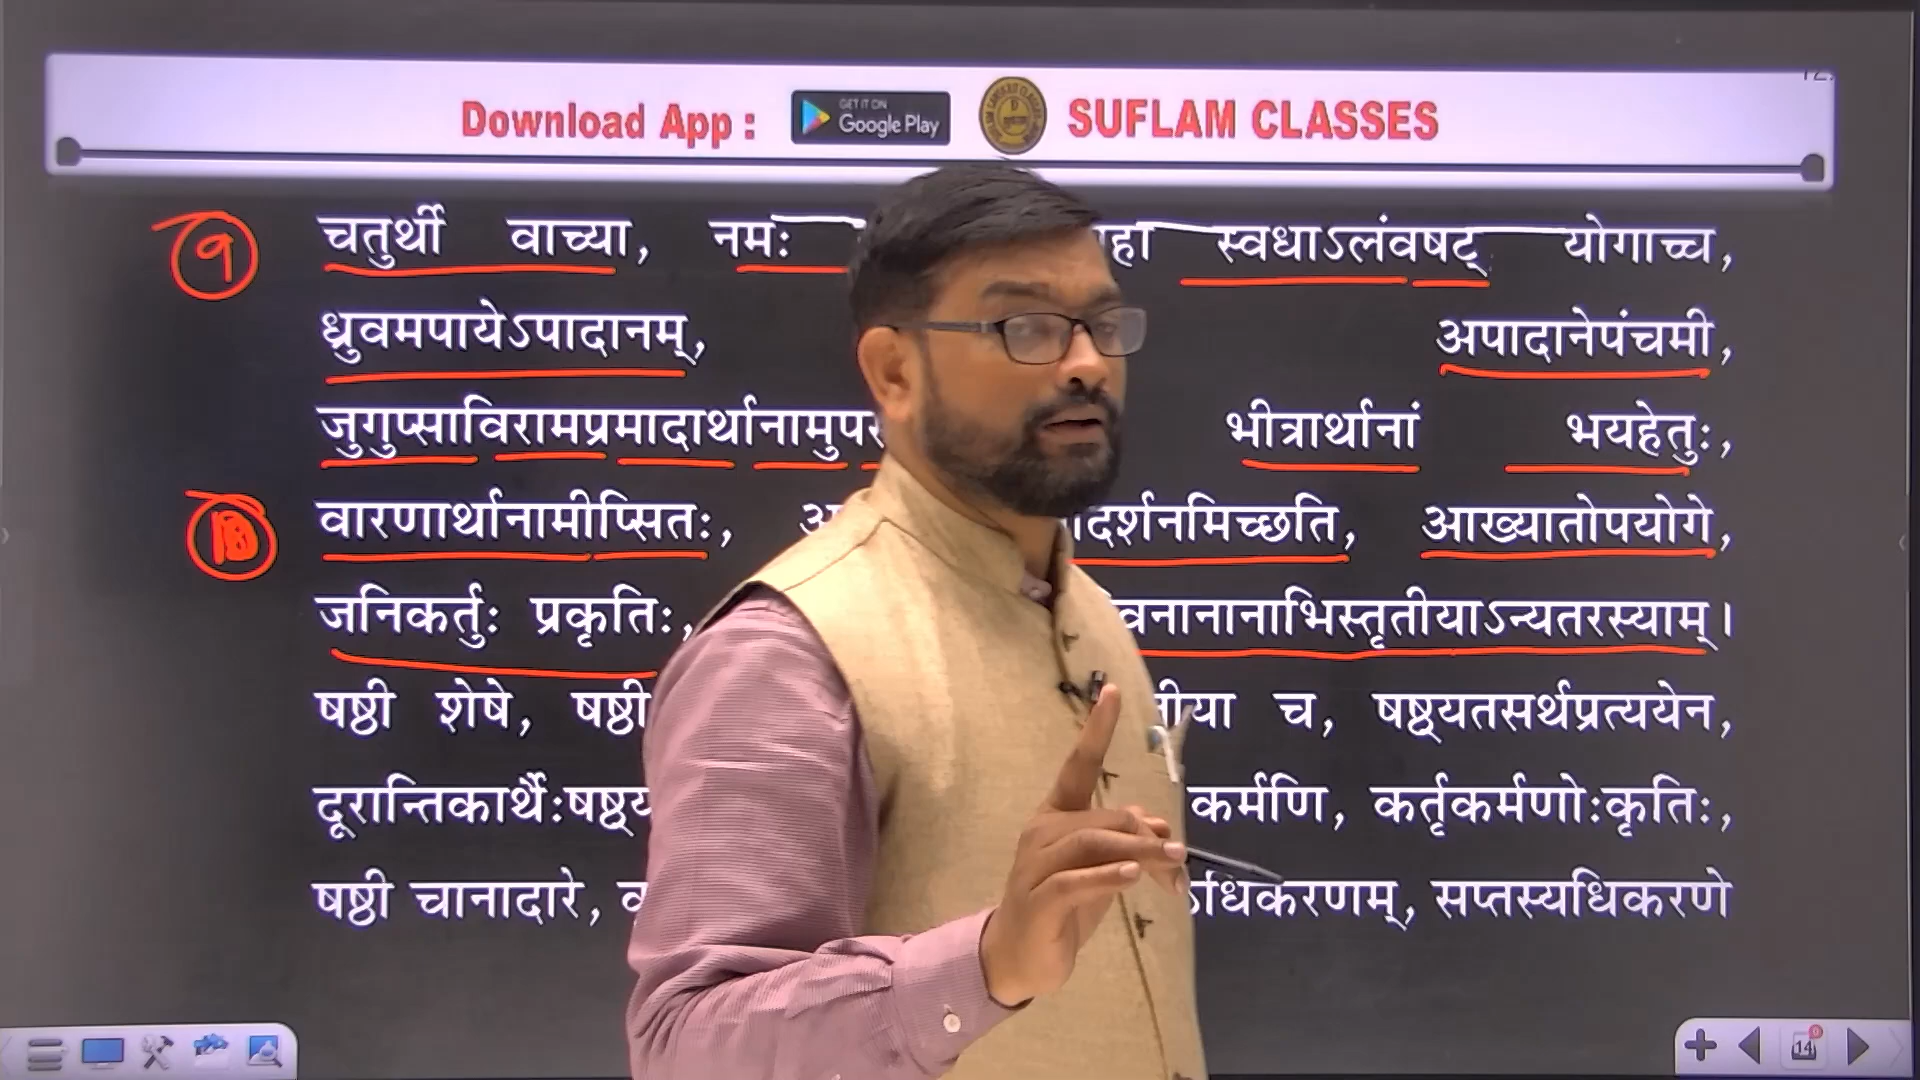 Download App : GET IT ON Google Play SUFLAM CLASSES
९ चतुर्थी वाच्या, नमः स्वधाऽलंवषट् योगाच्च,
ध्रुवमपायेऽपादानम्, अपादानेपंचमी,
जुगुप्साविरामप्रमादार्थानामुप भीत्रार्थानां भयहेतुः,
वारणार्थानामीप्सितः, दर्शनमिच्छति, आख्यातोपयोगे,
जनिकर्तुः प्रकृतिः, नानानाभिस्तृतीयाऽन्यतरस्याम्।
षष्ठी शेषे, षष्ठी च, षष्ठ्यतसर्थप्रत्ययेन,
दूरान्तिकार्थैःषष्ठ्य कर्मणि, कर्तृकर्मणोःकृतिः,
षष्ठी चानादारे, धिकरणम्, सप्तस्यधिकरणे
14